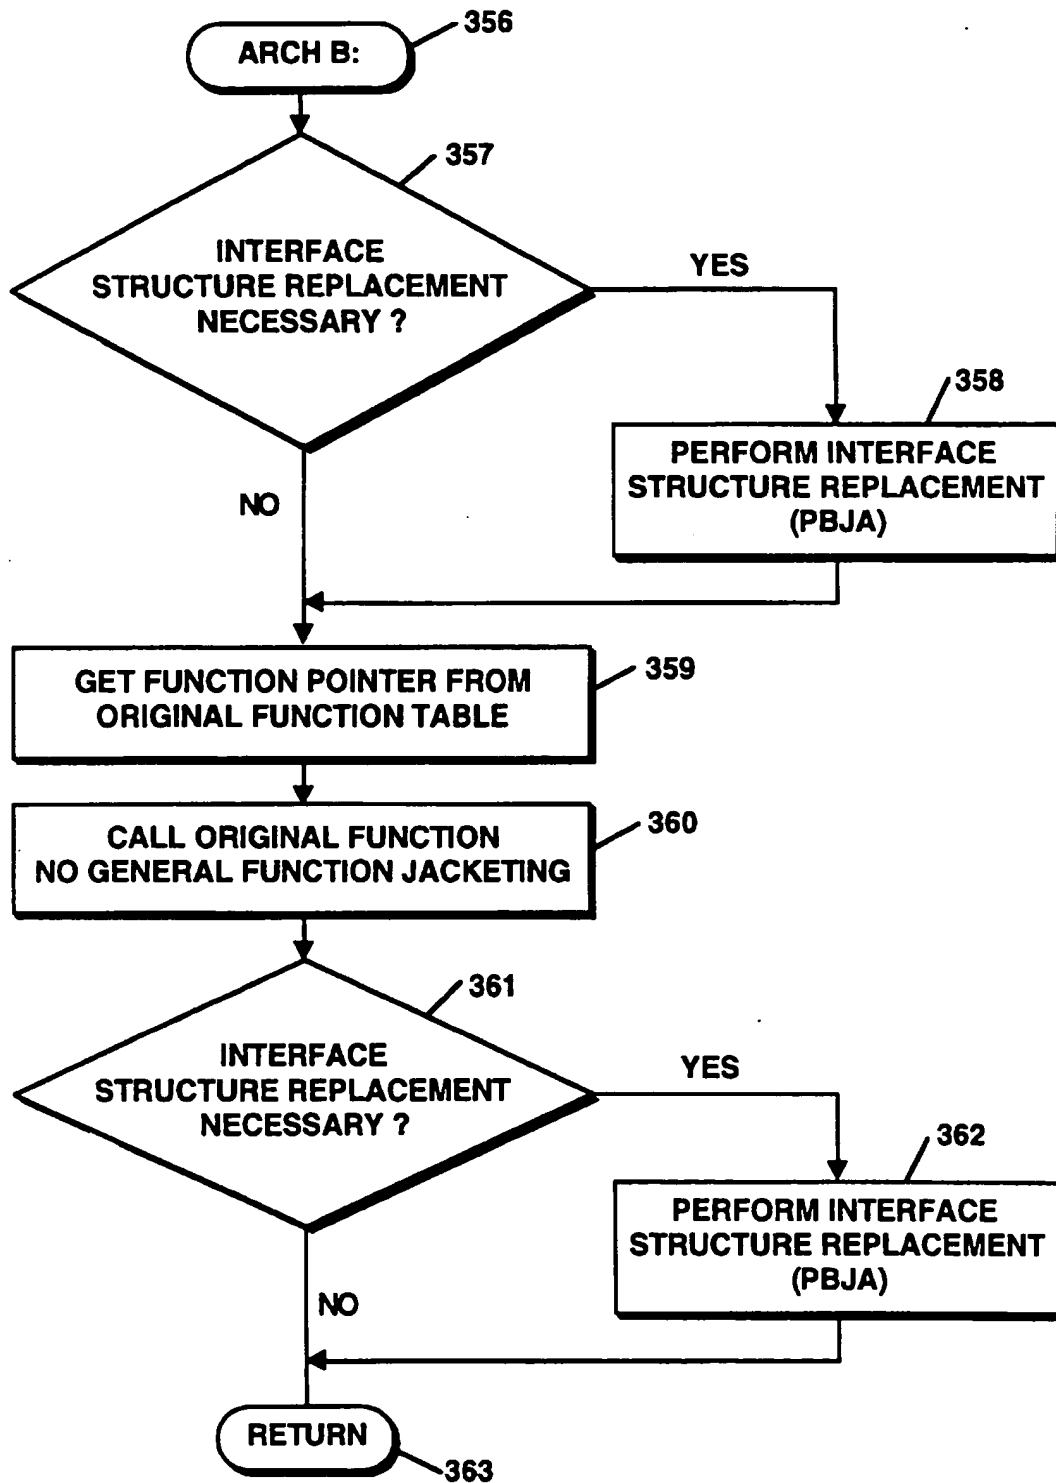 356
ARCH B:
357
INTERFACE
STRUCTURE REPLACEMENT
NECESSARY ?
YES
358
PERFORM INTERFACE
STRUCTURE REPLACEMENT
(PBJA)
NO
359
GET FUNCTION POINTER FROM
ORIGINAL FUNCTION TABLE
360
CALL ORIGINAL FUNCTION
NO GENERAL FUNCTION JACKETING
361
INTERFACE
STRUCTURE REPLACEMENT
NECESSARY ?
YES
362
PERFORM INTERFACE
STRUCTURE REPLACEMENT
(PBJA)
NO
RETURN
363